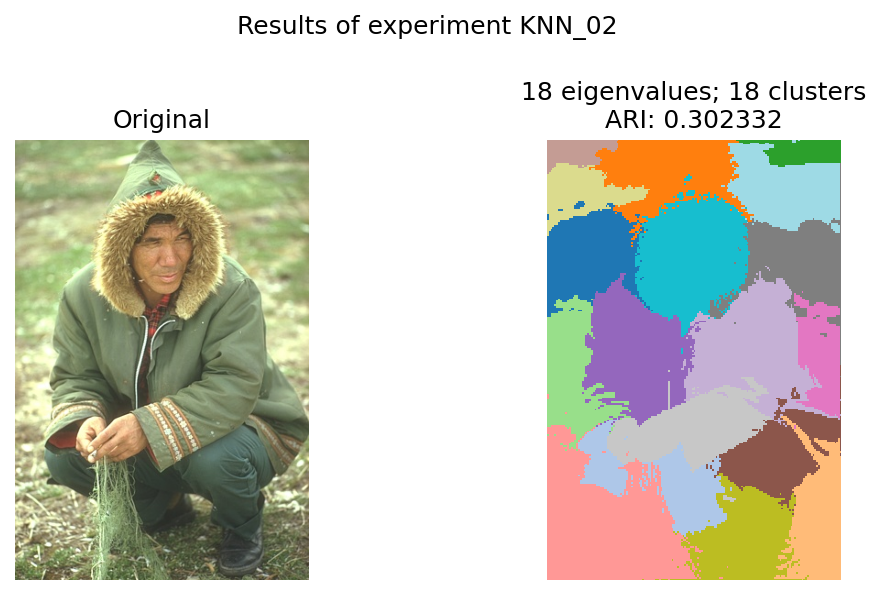 Results of experiment KNN_02
Original
18 eigenvalues; 18 clusters
ARI: 0.302332